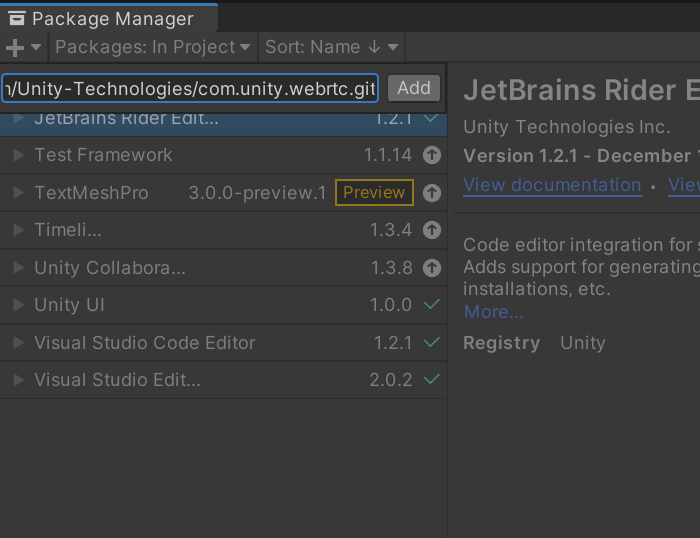 Package Manager
Packages: In Project Sort: Name ↓
/Unity-Technologies/com.unity.webrtc.git Add
JetBrains Rider Edit... 1.2.1
Test Framework 1.1.14
TextMeshPro 3.0.0-preview.1 Preview
Timeli... 1.3.4
Unity Collabora... 1.3.8
Unity UI 1.0.0
Visual Studio Code Editor 1.2.1
Visual Studio Edit... 2.0.2
JetBrains Rider E
Unity Technologies Inc.
Version 1.2.1 - December
View documentation • Vie
Code editor integration for s
Adds support for generating
installations, etc.
More...
Registry Unity